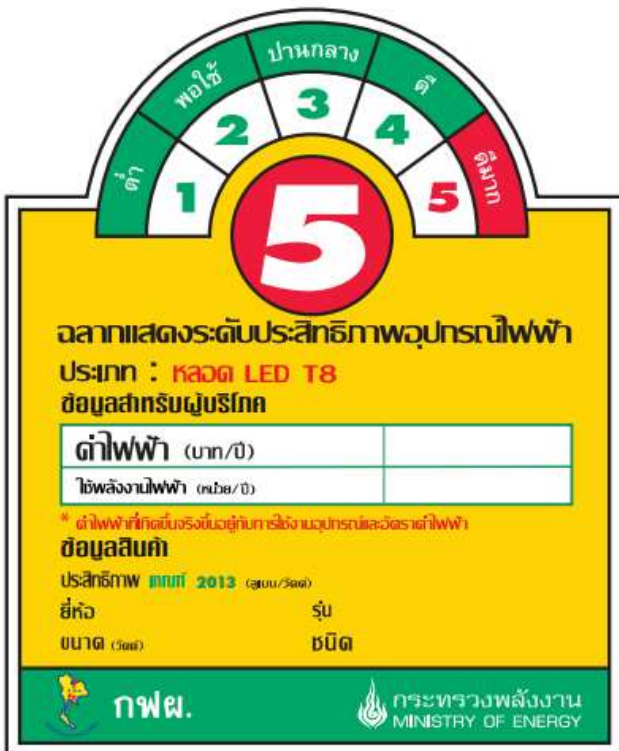 ต่ำ
พอใช้
ปานกลาง
ดี
ดีมาก
1
2
3
4
5
5
ฉลากแสดงระดับประสิทธิภาพอุปกรณ์ไฟฟ้า
ประเภท : หลอด LED T8
ข้อมูลสำหรับผู้บริโภค
ค่าไฟฟ้า (บาท/ปี)
ใช้พลังงานไฟฟ้า (หน่วย/ปี)
* ค่าไฟฟ้าที่เกิดขึ้นจริงขึ้นอยู่กับการใช้งานอุปกรณ์และอัตราค่าไฟฟ้า
ข้อมูลสินค้า
ประสิทธิภาพ เกณฑ์ 2013 (ลูเมน/วัตต์)
ยี่ห้อ รุ่น
ขนาด (วัตต์) ชนิด
กฟผ. กระทรวงพลังงาน
MINISTRY OF ENERGY